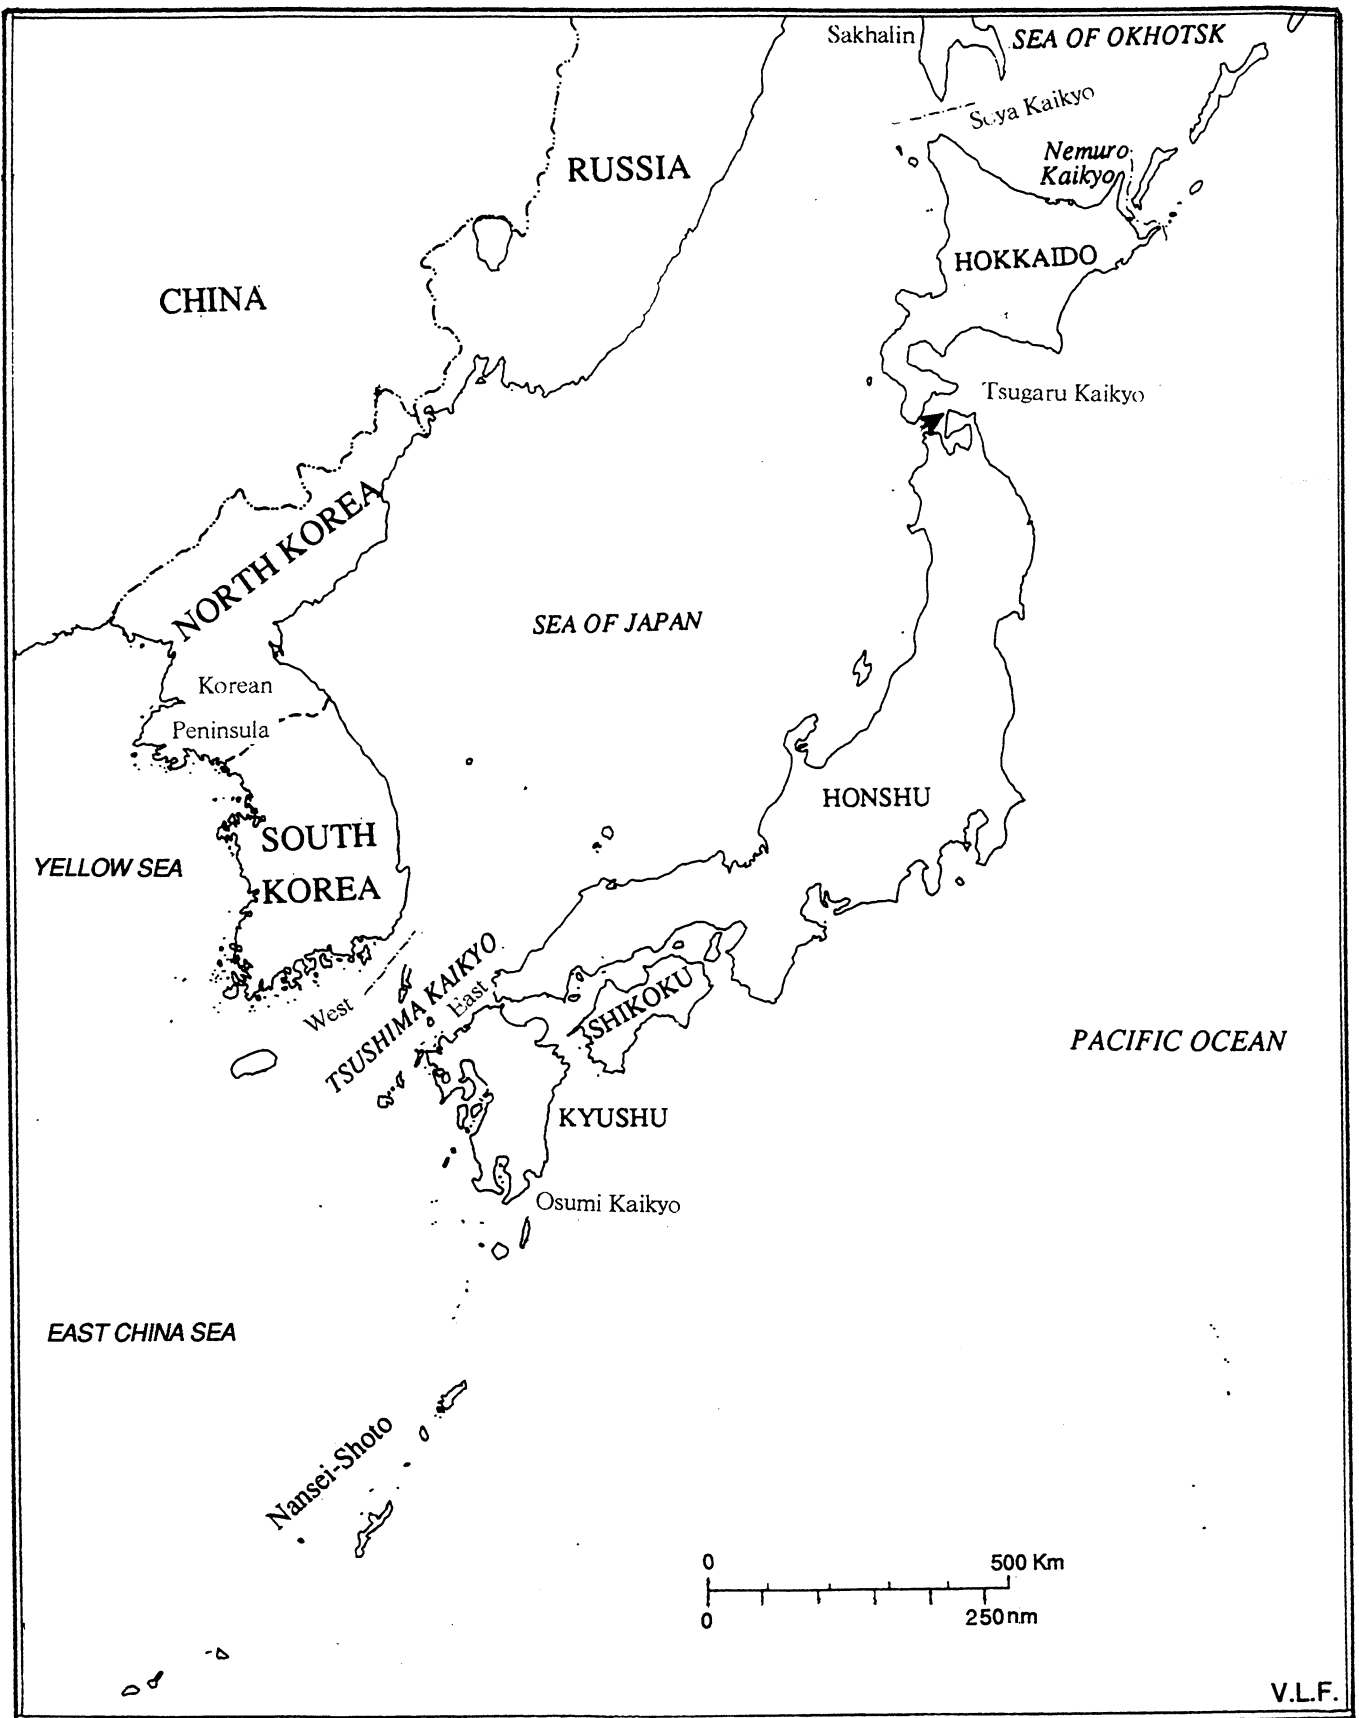 Sakhalin
SEA OF OKHOTSK
Soya Kaikyo
Nemuro
Kaikyo
RUSSIA
HOKKAIDO
CHINA
Tsugaru Kaikyo
NORTH KOREA
SEA OF JAPAN
Korean
Peninsula
HONSHU
SOUTH
KOREA
YELLOW SEA
West
TSUSHIMA KAIKYO
East
SHIKOKU
PACIFIC OCEAN
KYUSHU
Osumi Kaikyo
EAST CHINA SEA
Nansei-Shoto
0 500 Km
0 250nm
V.L.F.